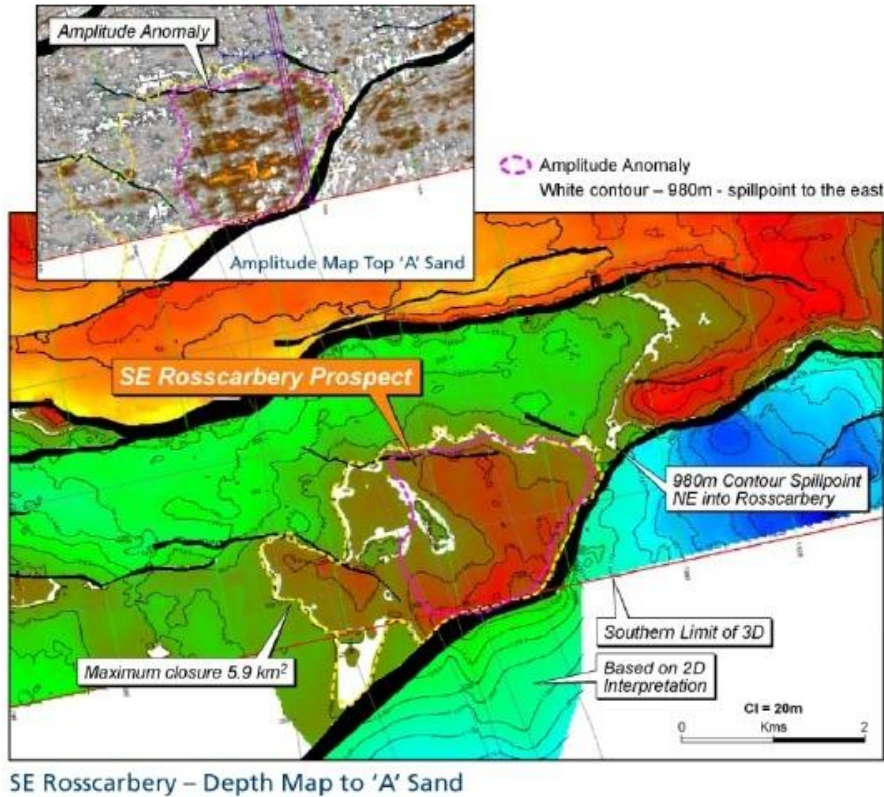 Amplitude Anomaly
Amplitude Map Top 'A' Sand
Amplitude Anomaly
White contour – 980m - spillpoint to the east
SE Rosscarbery Prospect
980m Contour Spillpoint
NE into Rosscarbery
Southern Limit of 3D
Maximum closure 5.9 km²
Based on 2D
Interpretation
CI = 20m
0 Kms 2
SE Rosscarbery – Depth Map to 'A' Sand